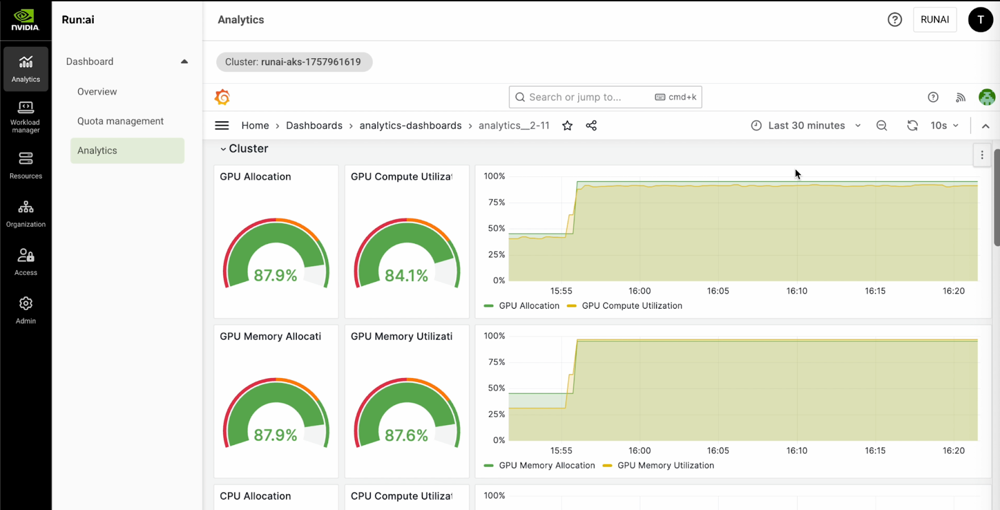 NVIDIA.
Run:ai
Analytics
RUNAI
T
Analytics
Workload
manager
Resources
Organization
Access
Admin
Dashboard
Overview
Quota management
Analytics
Cluster: runai-aks-1757961619
Search or jump to...
cmd+k
Home › Dashboards › analytics-dashboards › analytics__2-11
Last 30 minutes
10s
Cluster
GPU Allocation
87.9%
GPU Compute Utiliza
84.1%
100%
75%
50%
25%
0%
15:55 16:00 16:05 16:10 16:15 16:20
GPU Allocation GPU Compute Utilization
GPU Memory Allocati
87.9%
GPU Memory Utilizati
87.6%
100%
75%
50%
25%
0%
15:55 16:00 16:05 16:10 16:15 16:20
GPU Memory Allocation GPU Memory Utilization
CPU Allocation
CPU Compute Utiliza
100%